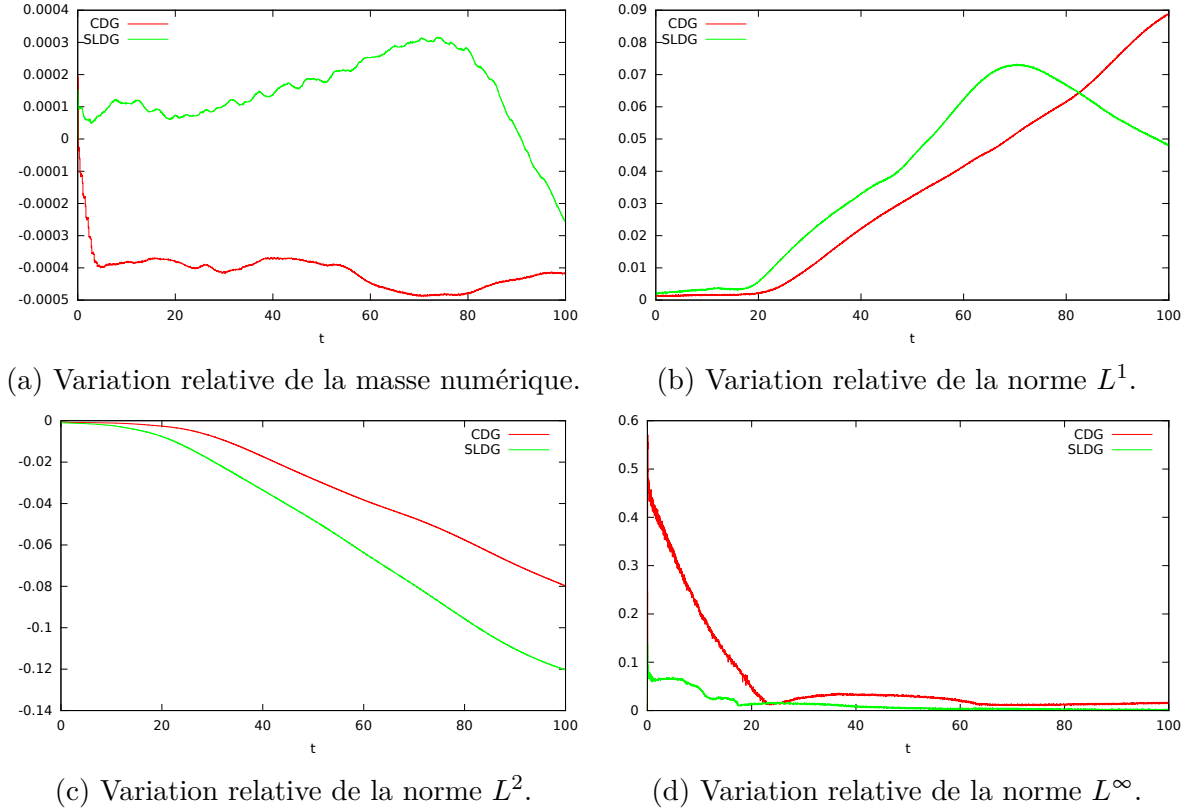 0.0004
0.0003
0.0002
0.0001
0
-0.0001
-0.0002
-0.0003
-0.0004
-0.0005
CDG
SLDG
0 20 40 60 80 100
t
(a) Variation relative de la masse numérique.
0.09
0.08
0.07
0.06
0.05
0.04
0.03
0.02
0.01
0
CDG
SLDG
0 20 40 60 80 100
t
(b) Variation relative de la norme L¹.
0
-0.02
-0.04
-0.06
-0.08
-0.1
-0.12
-0.14
CDG
SLDG
0 20 40 60 80 100
t
(c) Variation relative de la norme L².
0.6
0.5
0.4
0.3
0.2
0.1
0
CDG
SLDG
0 20 40 60 80 100
t
(d) Variation relative de la norme L∞.